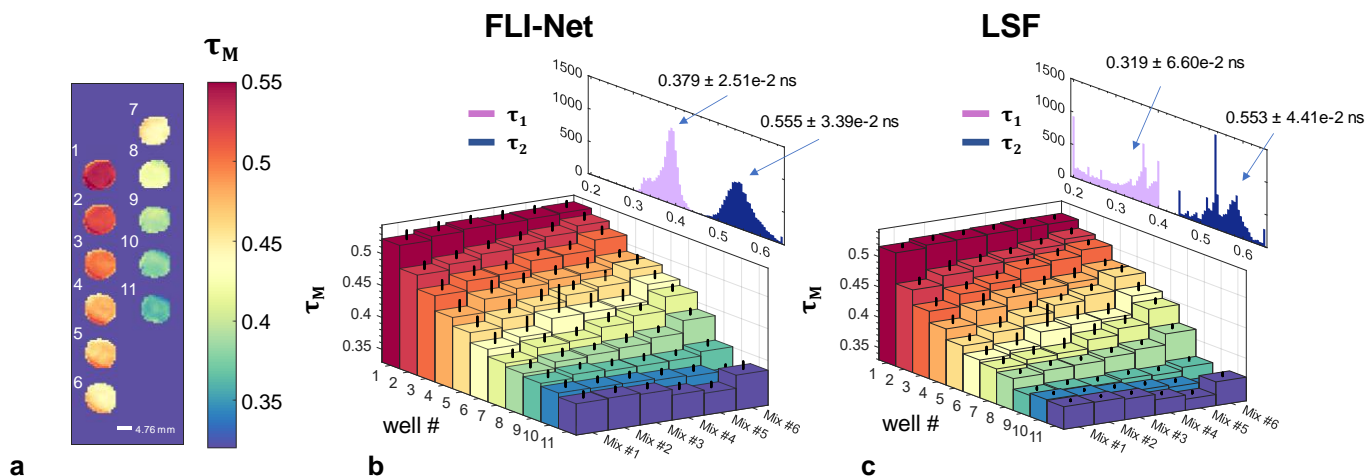 FLI-Net
LSF
τM
0.55
0.5
0.45
0.4
0.35
7
1
8
2
9
3
10
4
11
5
6
4.76 mm
a
1500
1000
500
0
0.379 ± 2.51e-2 ns
0.555 ± 3.39e-2 ns
τ1
τ2
0.2
0.3
0.4
0.5
0.6
0.5
0.45
0.4
0.35
τM
1
2
3
4
5
6
7
8
9
10
11
well #
Mix #1
Mix #2
Mix #3
Mix #4
Mix #5
Mix #6
b
1500
1000
500
0
0.319 ± 6.60e-2 ns
0.553 ± 4.41e-2 ns
τ1
τ2
0.2
0.3
0.4
0.5
0.6
0.5
0.45
0.4
0.35
τM
1
2
3
4
5
6
7
8
9
10
11
well #
Mix #1
Mix #2
Mix #3
Mix #4
Mix #5
Mix #6
c